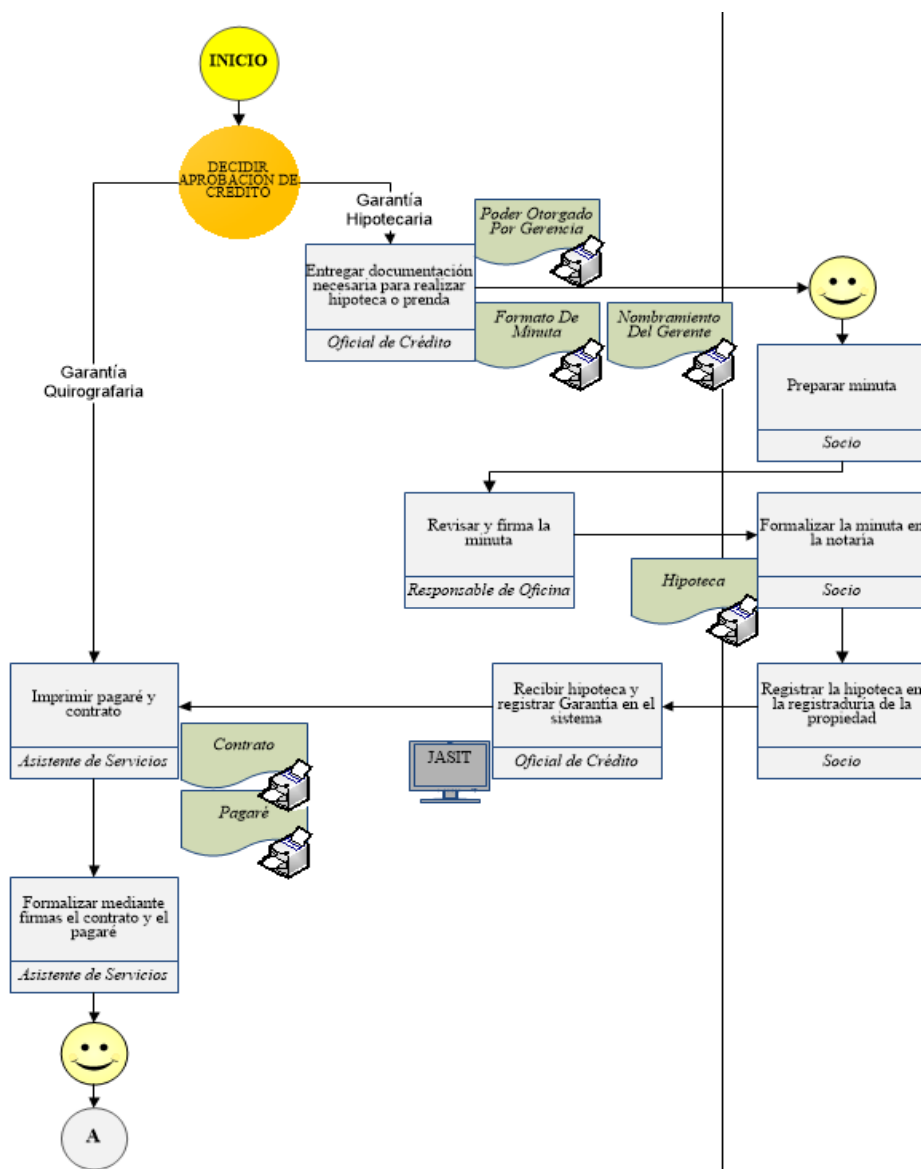 INICIO
DECIDIR
APROBACION DE
CREDITO
Garantía
Hipotecaria
Poder Otorgado
Por Gerencia
Entregar documentación
necesaria para realizar
hipoteca o prenda
Oficial de Crédito
Formato De
Minuta
Nombramiento
Del Gerente
Garantía
Quirografaria
Preparar minuta
Socio
Revisar y firma la
minuta
Responsable de Oficina
Formalizar la minuta en
la notaría
Socio
Hipoteca
Imprimir pagaré y
contrato
Asistente de Servicios
Recibir hipoteca y
registrar Garantía en el
sistema
Oficial de Crédito
Registrar la hipoteca en
la registraduría de la
propiedad
Socio
Contrato
JASIT
Pagaré
Formalizar mediante
firmas el contrato y el
pagaré
Asistente de Servicios
A